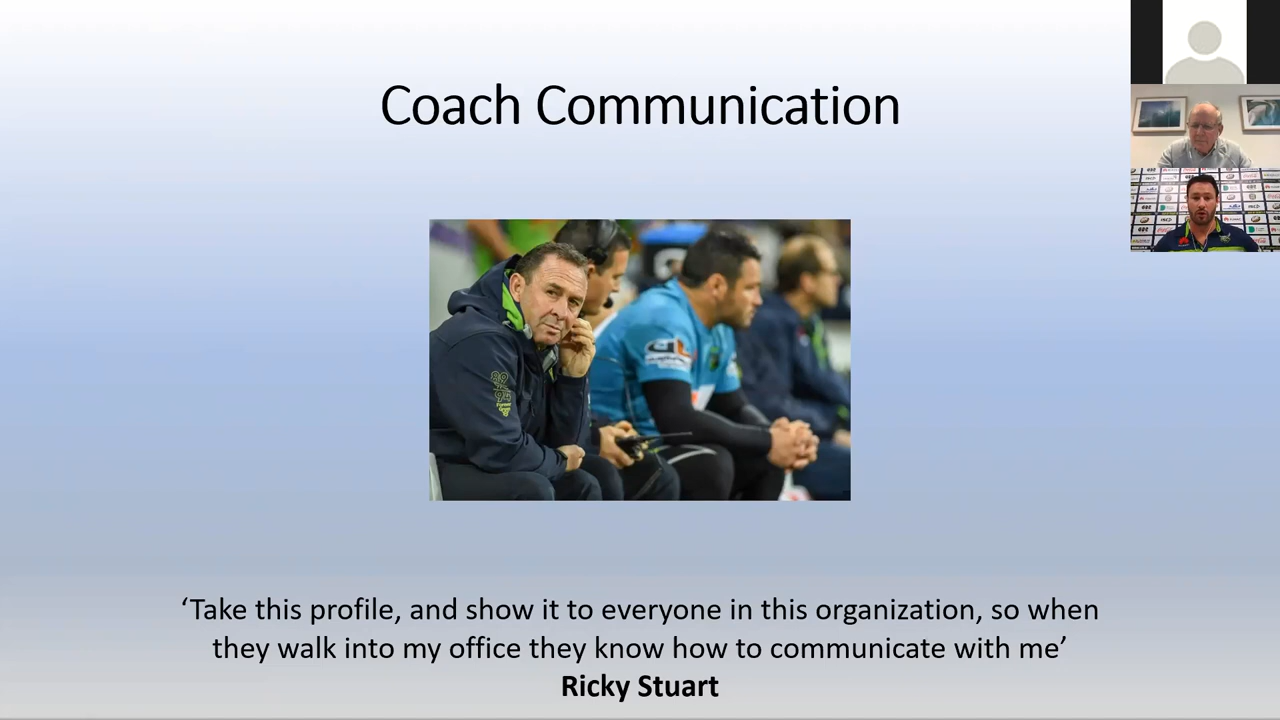 Coach Communication
‘Take this profile, and show it to everyone in this organization, so when
they walk into my office they know how to communicate with me’
Ricky Stuart